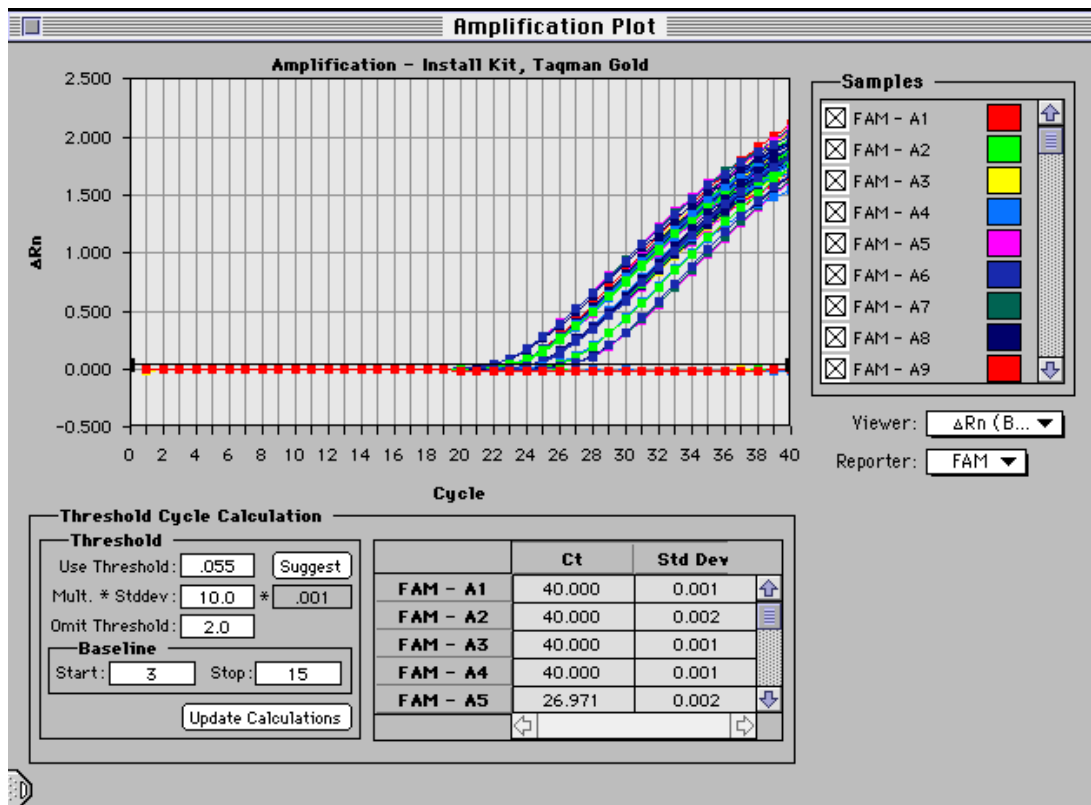 Amplification Plot
Amplification - Install Kit, Taqman Gold
2.500
2.000
1.500
1.000
0.500
0.000
-0.500
ΔRn
0 2 4 6 8 10 12 14 16 18 20 22 24 26 28 30 32 34 36 38 40
Cycle
Samples
FAM - A1
FAM - A2
FAM - A3
FAM - A4
FAM - A5
FAM - A6
FAM - A7
FAM - A8
FAM - A9
Viewer: ΔRn (B...
Reporter: FAM
Threshold Cycle Calculation
Threshold
Use Threshold: .055 Suggest
Mult. * Stddev: 10.0 * .001
Omit Threshold: 2.0
Baseline
Start: 3 Stop: 15
Update Calculations
Ct Std Dev
FAM - A1 40.000 0.001
FAM - A2 40.000 0.002
FAM - A3 40.000 0.001
FAM - A4 40.000 0.001
FAM - A5 26.971 0.002